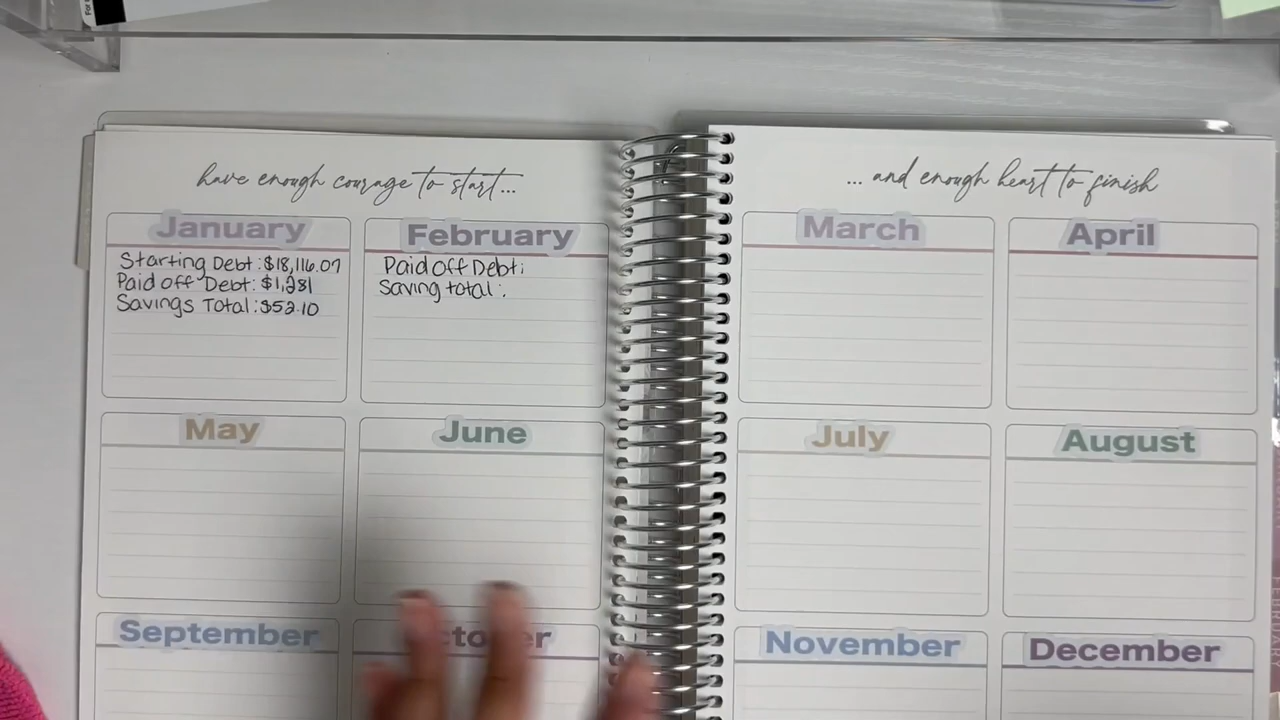 have enough courage to start...
... and enough heart to finish
January
Starting Debt: $18,116.07
Paid off Debt: $1,281
Savings Total: $52.10
February
Paid Off Debt:
Saving total:
March
April
May
June
July
August
September
November
December